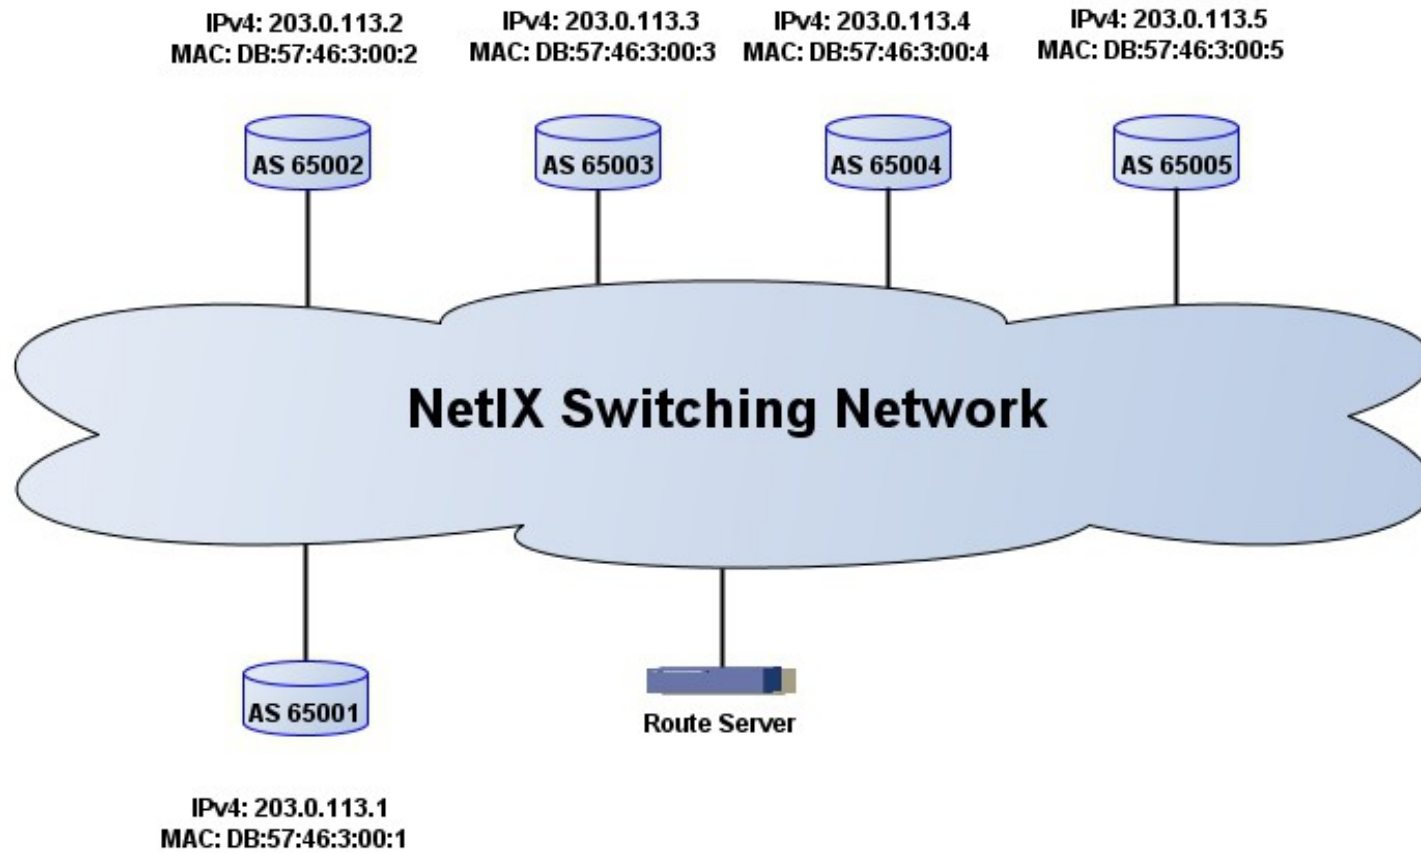 IPv4: 203.0.113.2
MAC: DB:57:46:3:00:2
IPv4: 203.0.113.3
MAC: DB:57:46:3:00:3
IPv4: 203.0.113.4
MAC: DB:57:46:3:00:4
IPv4: 203.0.113.5
MAC: DB:57:46:3:00:5
AS 65002
AS 65003
AS 65004
AS 65005
NetIX Switching Network
AS 65001
Route Server
IPv4: 203.0.113.1
MAC: DB:57:46:3:00:1